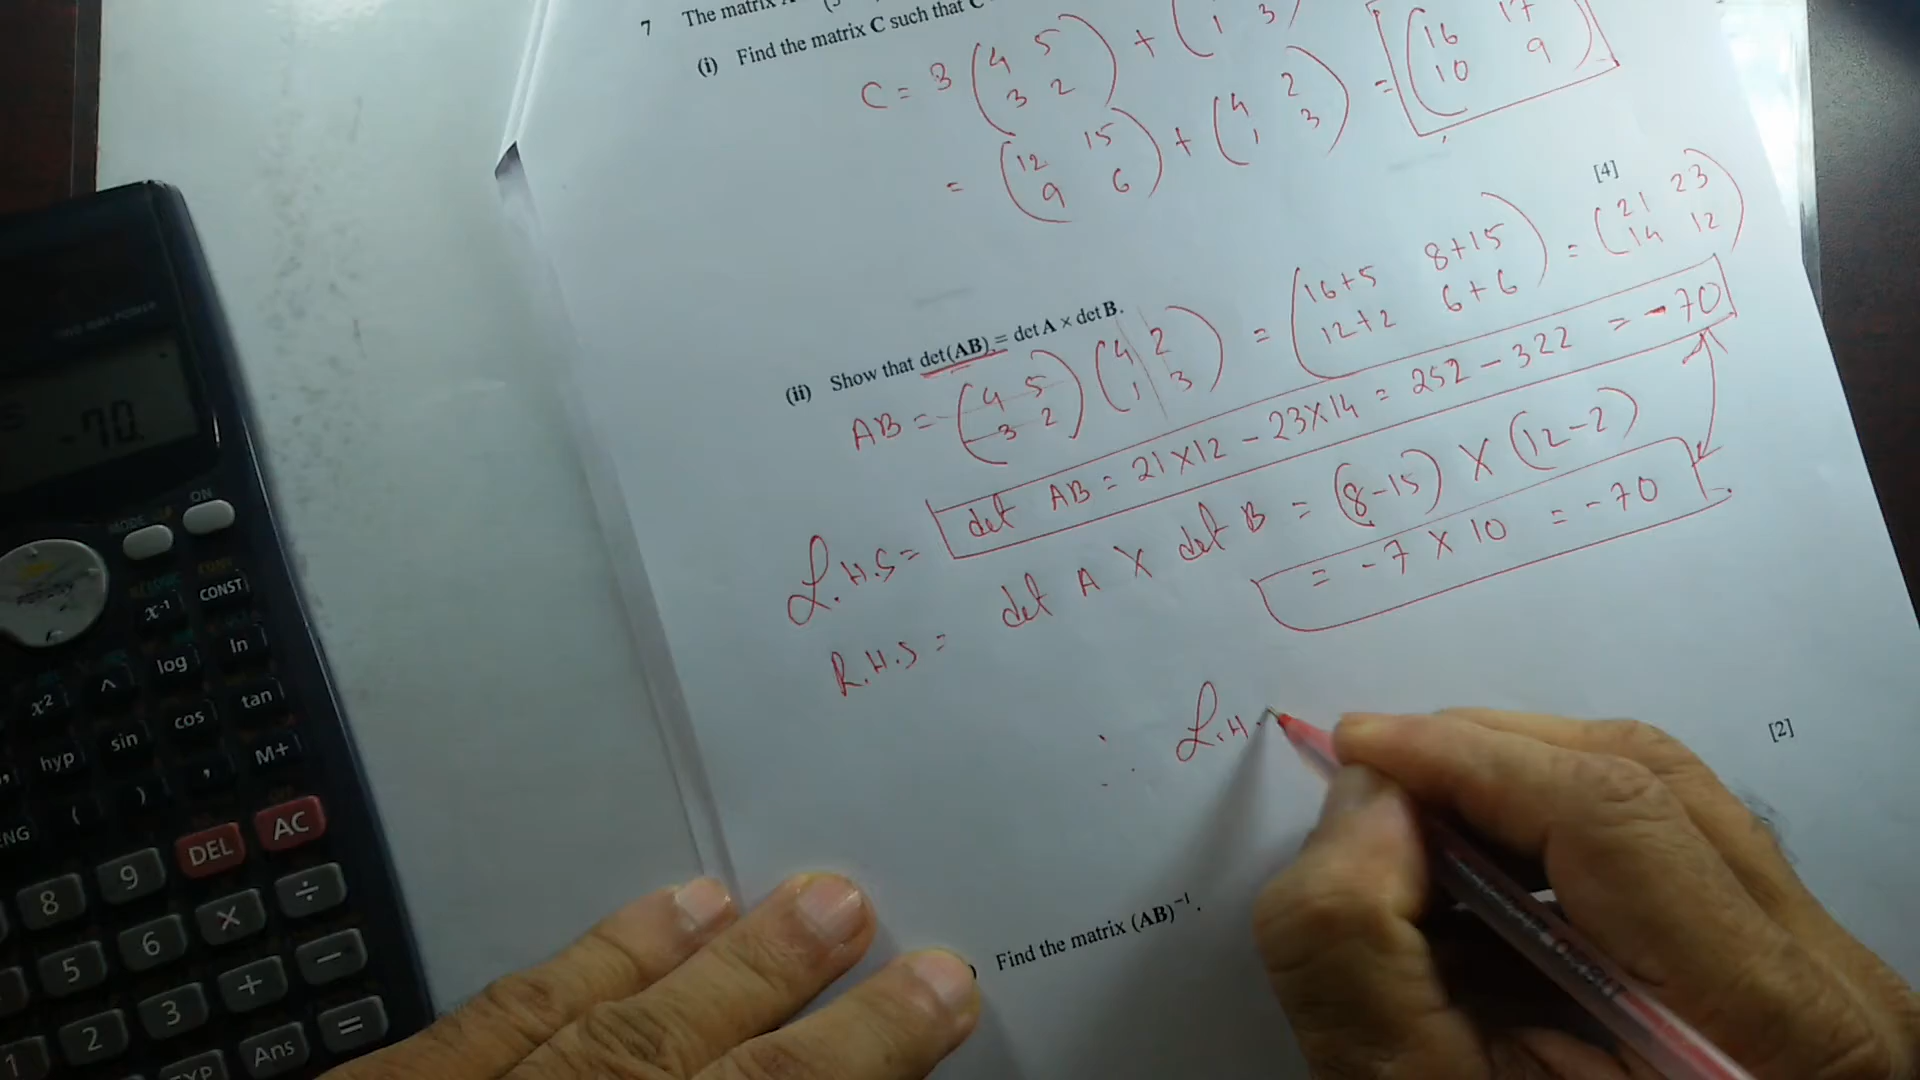 7 The matrix
(i) Find the matrix C such that C
C = 3 (4 5 3 2) + ( 1 3 ) = (16 17 10 9)
= (12 15 9 6) + (4 2 1 3)
[4]
(ii) Show that det(AB) = det A × det B.
AB = (4 5 3 2) (4 2 1 3) = (16+5 8+15 12+2 6+6) = (21 23 14 12)
L.H.S = det AB = 21×12 - 23×14 = 252 - 322 = -70
R.H.S = det A × det B = (8-15) × (12-2)
= -7 × 10 = -70
∴ L.H.
[2]
) Find the matrix (AB)⁻¹.
-70.
ON
MODE
x⁻¹ CONST
x² ^ log ln
hyp sin cos tan
( ) , M+
ENG
8 9 DEL AC
5 6 × ÷
2 3 + −
1 EXP Ans =